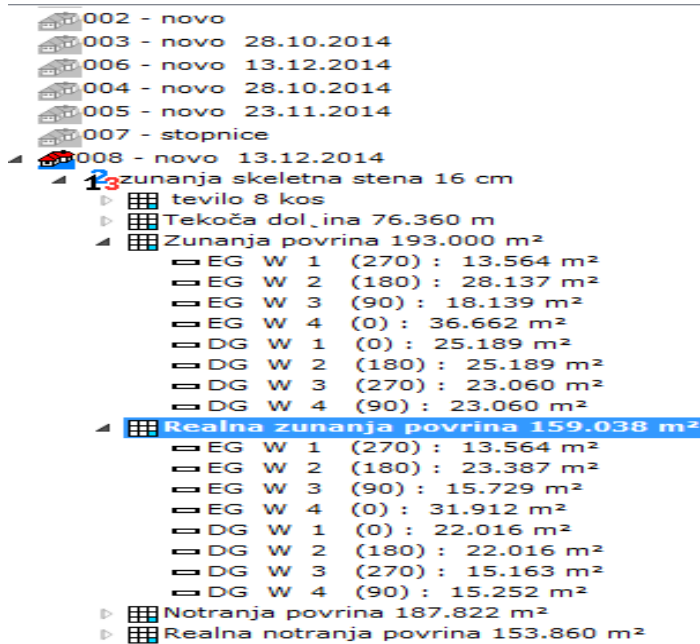 002 - novo
003 - novo 28.10.2014
006 - novo 13.12.2014
004 - novo 28.10.2014
005 - novo 23.11.2014
007 - stopnice
008 - novo 13.12.2014
123 zunanja skeletna stena 16 cm
tevilo 8 kos
Tekoča dol¸ina 76.360 m
Zunanja povrina 193.000 m²
EG W 1 (270) : 13.564 m²
EG W 2 (180) : 28.137 m²
EG W 3 (90) : 18.139 m²
EG W 4 (0) : 36.662 m²
DG W 1 (0) : 25.189 m²
DG W 2 (180) : 25.189 m²
DG W 3 (270) : 23.060 m²
DG W 4 (90) : 23.060 m²
Realna zunanja povrina 159.038 m²
EG W 1 (270) : 13.564 m²
EG W 2 (180) : 23.387 m²
EG W 3 (90) : 15.729 m²
EG W 4 (0) : 31.912 m²
DG W 1 (0) : 22.016 m²
DG W 2 (180) : 22.016 m²
DG W 3 (270) : 15.163 m²
DG W 4 (90) : 15.252 m²
Notranja povrina 187.822 m²
Realna notranja povrina 153.860 m²